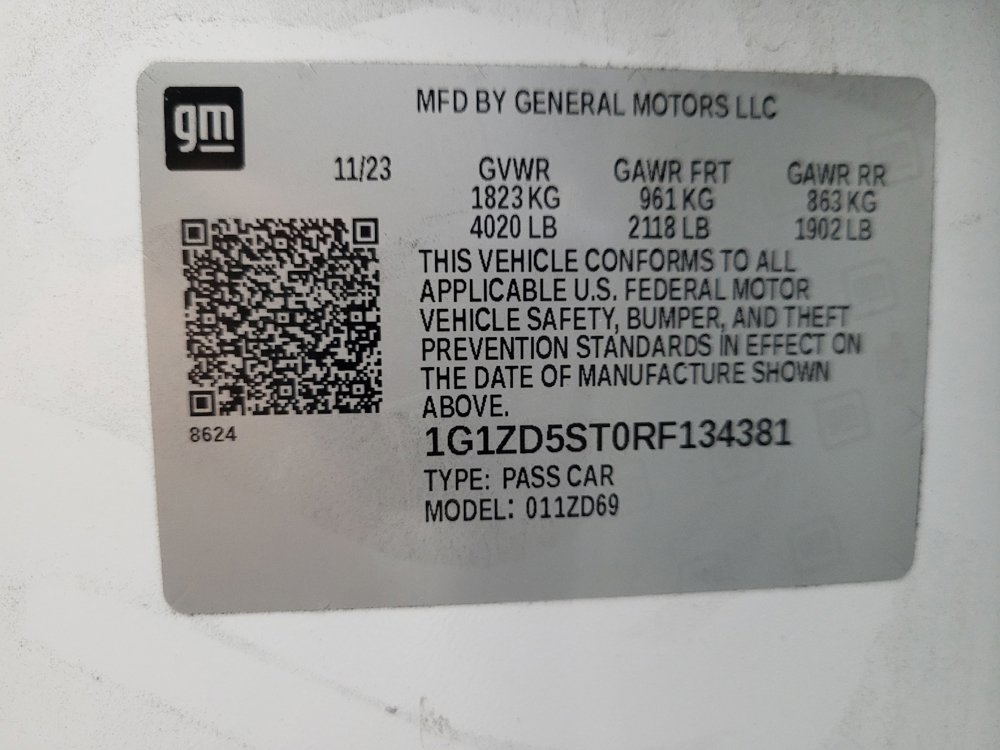 gm
MFD BY GENERAL MOTORS LLC
11/23 GVWR GAWR FRT GAWR RR
1823 KG 961 KG 863 KG
4020 LB 2118 LB 1902 LB
THIS VEHICLE CONFORMS TO ALL
APPLICABLE U.S. FEDERAL MOTOR
VEHICLE SAFETY, BUMPER, AND THEFT
PREVENTION STANDARDS IN EFFECT ON
THE DATE OF MANUFACTURE SHOWN
ABOVE.
8624
1G1ZD5ST0RF134381
TYPE: PASS CAR
MODEL: 011ZD69